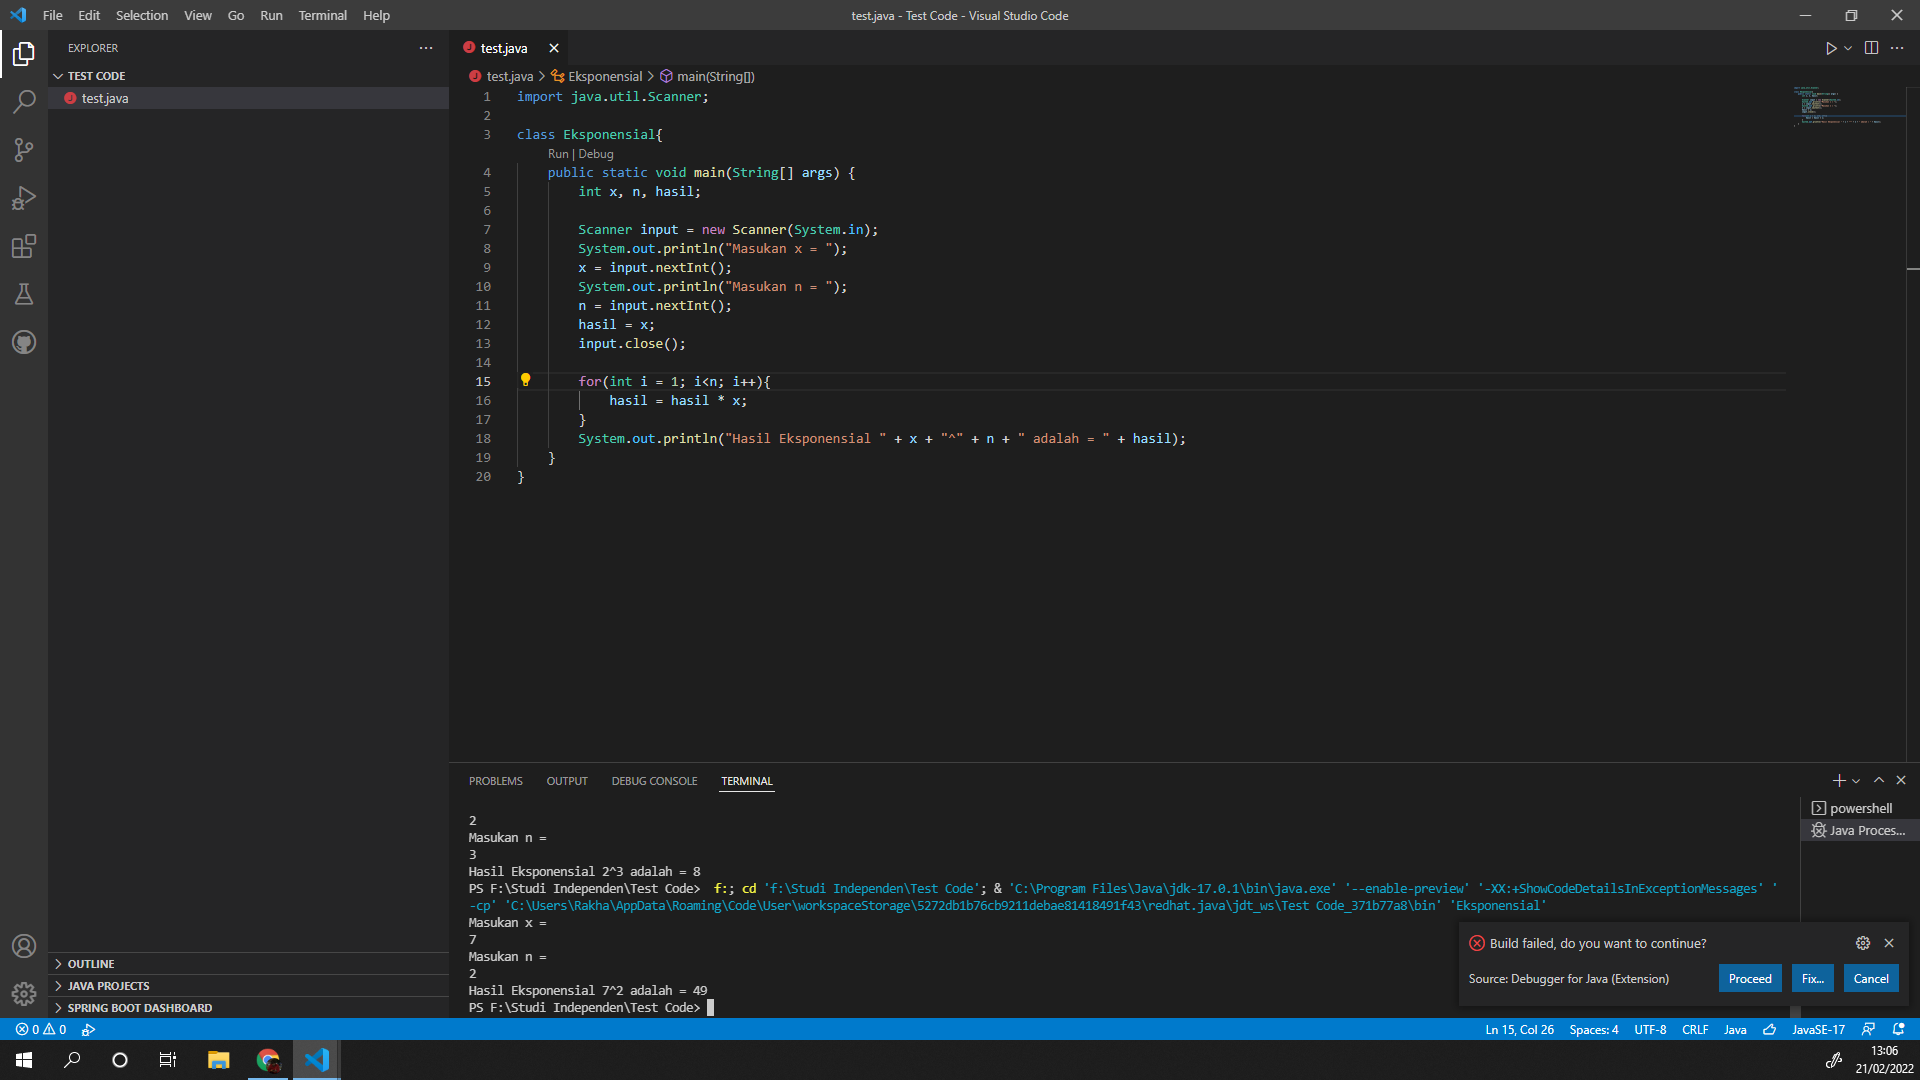 File Edit Selection View Go Run Terminal Help
test.java - Test Code - Visual Studio Code
EXPLORER
TEST CODE
test.java
test.java
test.java > Eksponensial > main(String[])
1 import java.util.Scanner;
2
3 class Eksponensial{
Run | Debug
4 public static void main(String[] args) {
5 int x, n, hasil;
6
7 Scanner input = new Scanner(System.in);
8 System.out.println("Masukan x = ");
9 x = input.nextInt();
10 System.out.println("Masukan n = ");
11 n = input.nextInt();
12 hasil = x;
13 input.close();
14
15 for(int i = 1; i<n; i++){
16 hasil = hasil * x;
17 }
18 System.out.println("Hasil Eksponensial " + x + "^" + n + " adalah = " + hasil);
19 }
20 }
PROBLEMS OUTPUT DEBUG CONSOLE TERMINAL
2
Masukan n =
3
Hasil Eksponensial 2^3 adalah = 8
PS F:\Studi Independen\Test Code>  f:; cd 'f:\Studi Independen\Test Code'; & 'C:\Program Files\Java\jdk-17.0.1\bin\java.exe' '--enable-preview' '-XX:+ShowCodeDetailsInExceptionMessages' '
-cp' 'C:\Users\Rakha\AppData\Roaming\Code\User\workspaceStorage\5272db1b76cb9211debae81418491f43\redhat.java\jdt_ws\Test Code_371b77a8\bin' 'Eksponensial'
Masukan x =
7
Masukan n =
2
Hasil Eksponensial 7^2 adalah = 49
PS F:\Studi Independen\Test Code>
powershell
Java Proces...
Build failed, do you want to continue?
Source: Debugger for Java (Extension)
Proceed Fix... Cancel
OUTLINE
JAVA PROJECTS
SPRING BOOT DASHBOARD
0 0
Ln 15, Col 26 Spaces: 4 UTF-8 CRLF Java JavaSE-17
13:06
21/02/2022